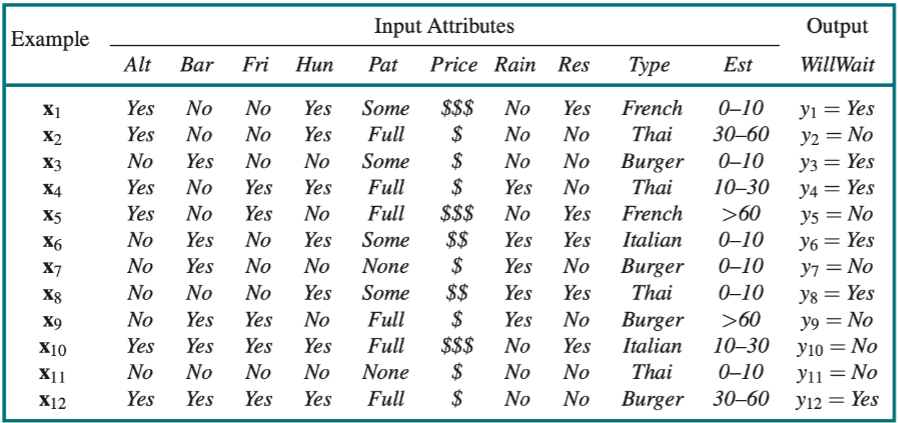 Example Input Attributes Output
Alt Bar Fri Hun Pat Price Rain Res Type Est WillWait
x1 Yes No No Yes Some $$$ No Yes French 0–10 y1 = Yes
x2 Yes No No Yes Full $ No No Thai 30–60 y2 = No
x3 No Yes No No Some $ No No Burger 0–10 y3 = Yes
x4 Yes No Yes Yes Full $ Yes No Thai 10–30 y4 = Yes
x5 Yes No Yes No Full $$$ No Yes French >60 y5 = No
x6 No Yes No Yes Some $$ Yes Yes Italian 0–10 y6 = Yes
x7 No Yes No No None $ Yes No Burger 0–10 y7 = No
x8 No No No Yes Some $$ Yes Yes Thai 0–10 y8 = Yes
x9 No Yes Yes No Full $ Yes No Burger >60 y9 = No
x10 Yes Yes Yes Yes Full $$$ No Yes Italian 10–30 y10 = No
x11 No No No No None $ No No Thai 0–10 y11 = No
x12 Yes Yes Yes Yes Full $ No No Burger 30–60 y12 = Yes